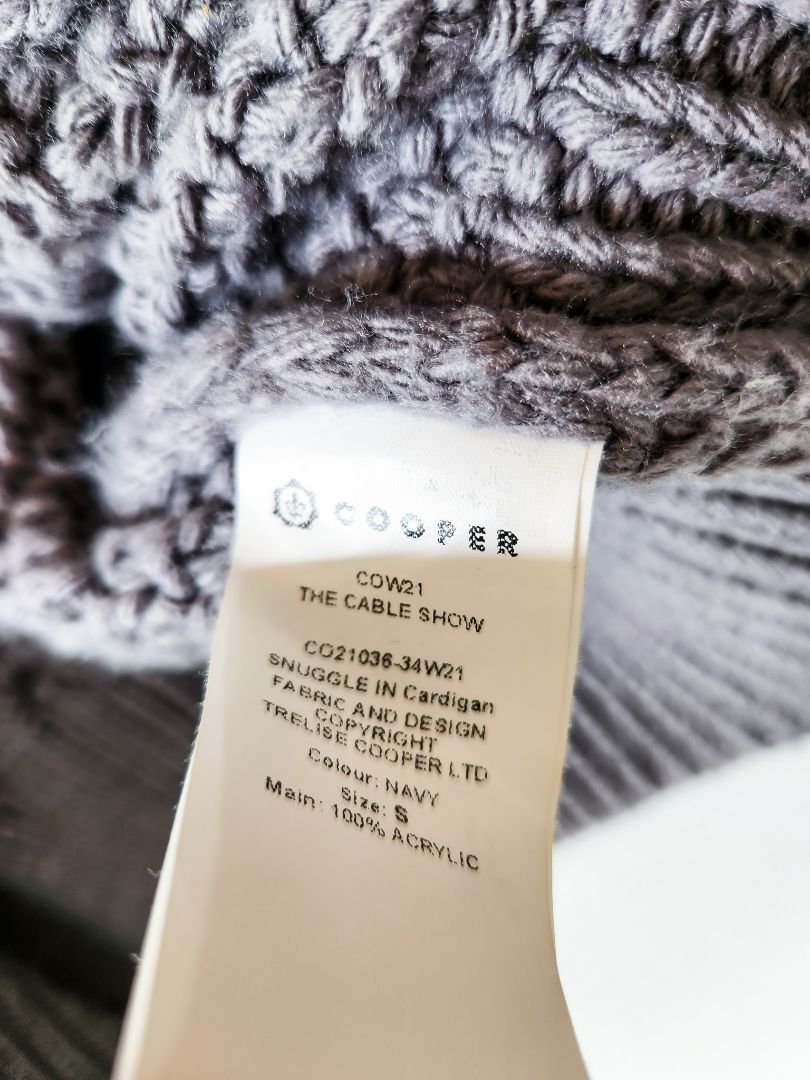 COOPER
COW21
THE CABLE SHOW
CO21036-34W21
SNUGGLE IN Cardigan
FABRIC AND DESIGN
COPYRIGHT
TRELISE COOPER LTD
Colour: NAVY
Size: S
Main: 100% ACRYLIC